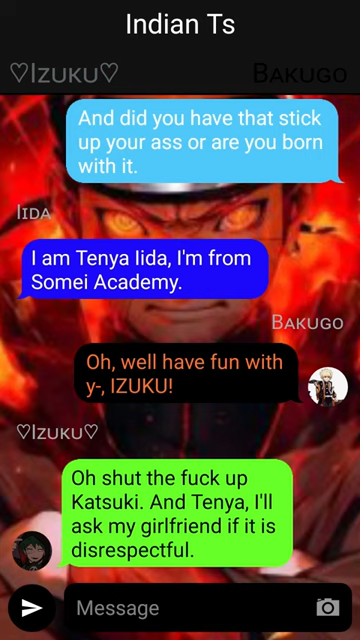 Indian Ts
♡Izuku♡ Bakugo
And did you have that stick
up your ass or are you born
with it.
Iida
I am Tenya Iida, I'm from
Somei Academy.
Bakugo
Oh, well have fun with
y-, IZUKU!
♡Izuku♡
Oh shut the fuck up
Katsuki. And Tenya, I'll
ask my girlfriend if it is
disrespectful.
Message